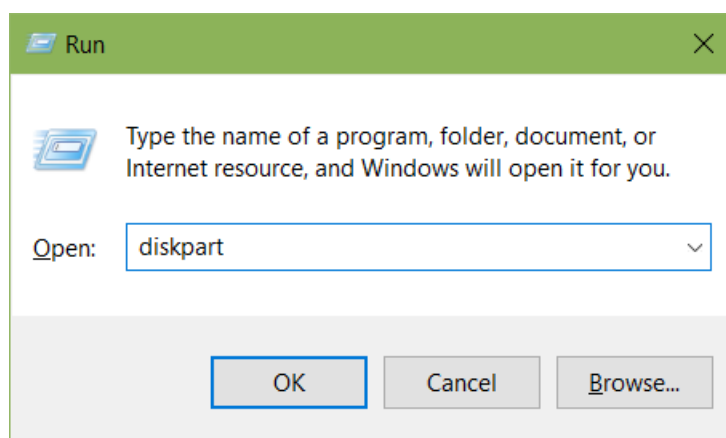 Run
Type the name of a program, folder, document, or
Internet resource, and Windows will open it for you.
Open: diskpart
OK Cancel Browse...